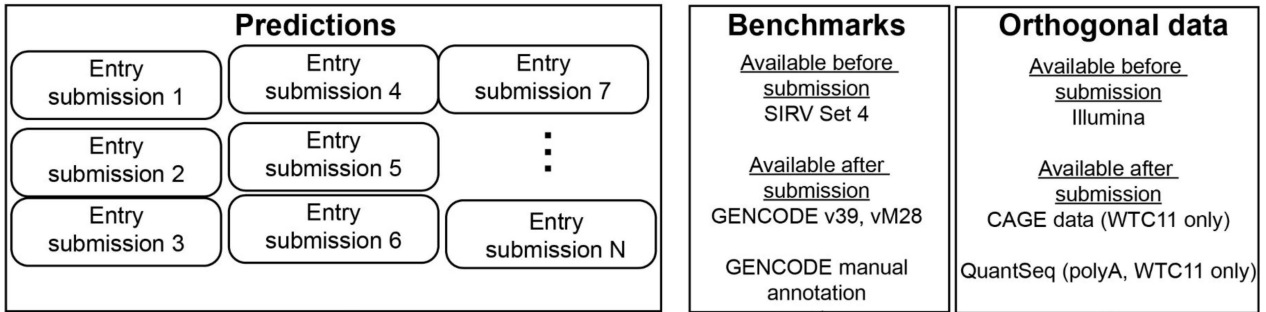 Predictions
Entry
submission 1
Entry
submission 2
Entry
submission 3
Entry
submission 4
Entry
submission 5
Entry
submission 6
Entry
submission 7
Entry
submission N
Benchmarks
Available before
submission
SIRV Set 4
Available after
submission
GENCODE v39, vM28
GENCODE manual
annotation
Orthogonal data
Available before
submission
Illumina
Available after
submission
CAGE data (WTC11 only)
QuantSeq (polyA, WTC11 only)